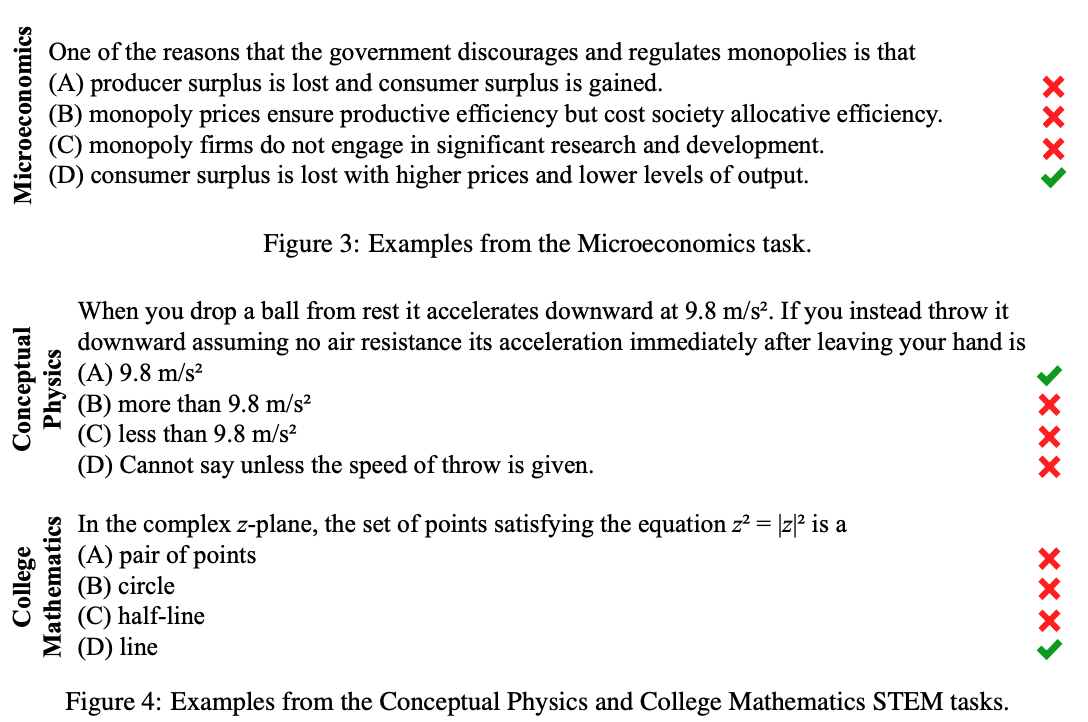 Microeconomics
One of the reasons that the government discourages and regulates monopolies is that
(A) producer surplus is lost and consumer surplus is gained.
(B) monopoly prices ensure productive efficiency but cost society allocative efficiency.
(C) monopoly firms do not engage in significant research and development.
(D) consumer surplus is lost with higher prices and lower levels of output.
Figure 3: Examples from the Microeconomics task.
Conceptual
Physics
When you drop a ball from rest it accelerates downward at 9.8 m/s². If you instead throw it
downward assuming no air resistance its acceleration immediately after leaving your hand is
(A) 9.8 m/s²
(B) more than 9.8 m/s²
(C) less than 9.8 m/s²
(D) Cannot say unless the speed of throw is given.
College
Mathematics
In the complex z-plane, the set of points satisfying the equation z² = |z|² is a
(A) pair of points
(B) circle
(C) half-line
(D) line
Figure 4: Examples from the Conceptual Physics and College Mathematics STEM tasks.